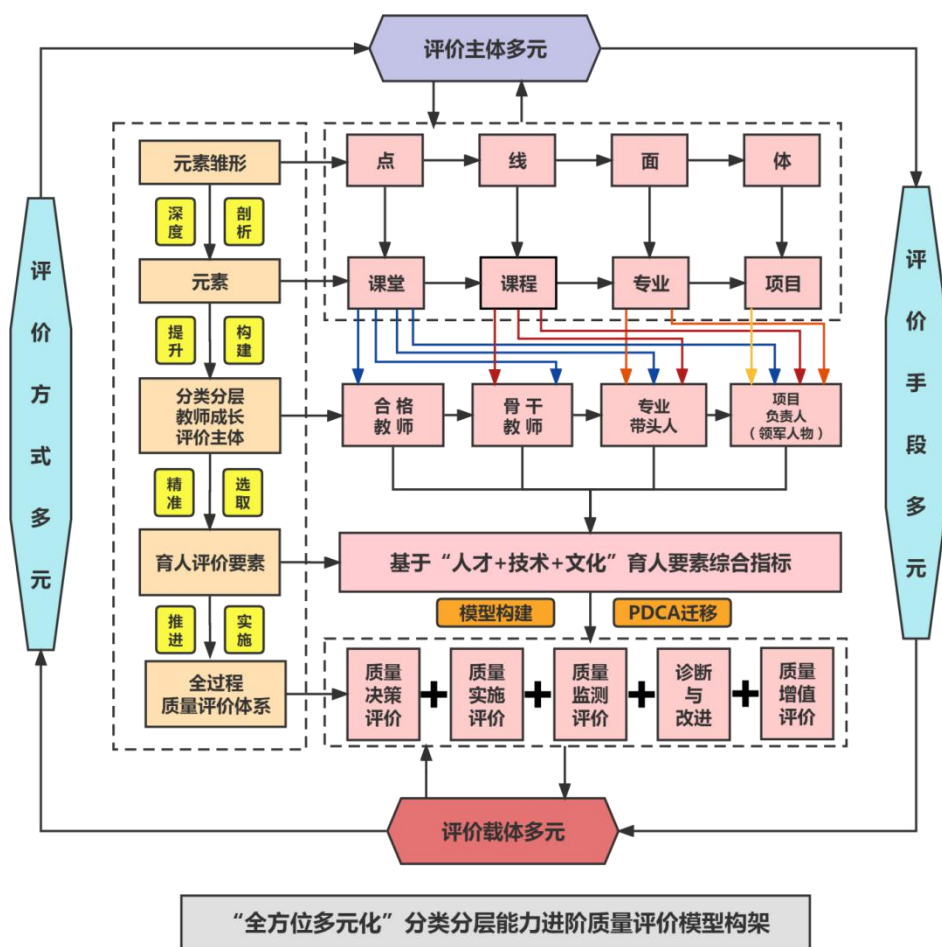 评价主体多元
评价方式多元
评价手段多元
元素雏形
点
线
面
体
深度
剖析
元素
课堂
课程
专业
项目
提升
构建
分类分层
教师成长
评价主体
合格
教师
骨干
教师
专业
带头人
项目
负责人
（领军人物）
精准
选取
育人评价要素
基于“人才+技术+文化”育人要素综合指标
模型构建
PDCA迁移
推进
实施
全过程
质量评价体系
质量
决策
评价
+
质量
实施
评价
+
质量
监测
评价
+
诊断
与
改进
+
质量
增值
评价
评价载体多元
“全方位多元化”分类分层能力进阶质量评价模型构架